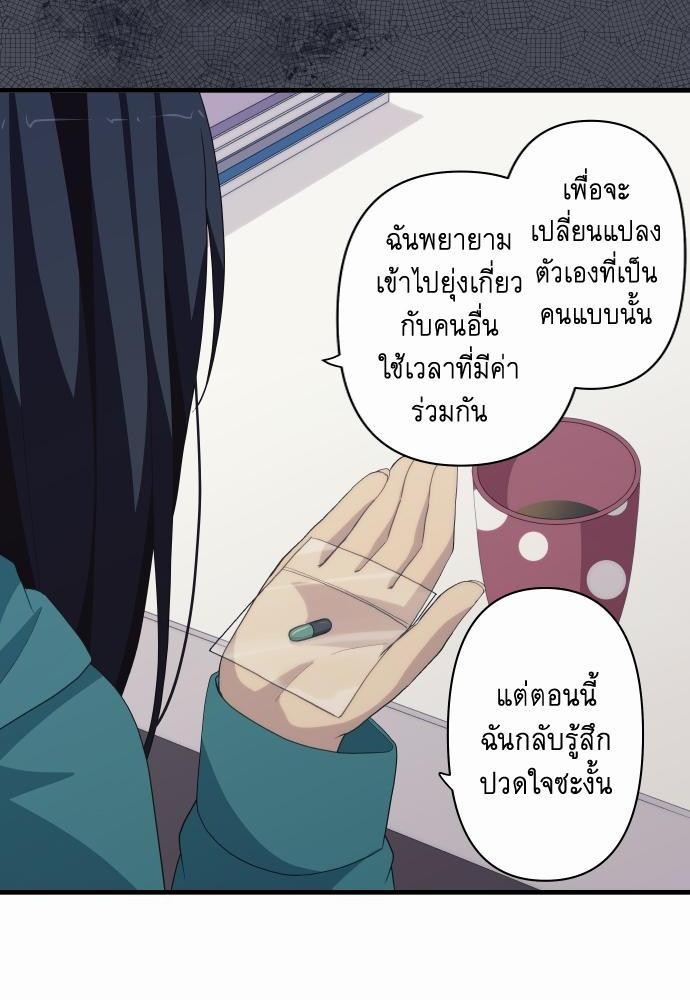 เพื่อจะ
เปลี่ยนแปลง
ตัวเองที่เป็น
คนแบบนั้น
ฉันพยายาม
เข้าไปยุ่งเกี่ยว
กับคนอื่น
ใช้เวลาที่มีค่า
ร่วมกัน
แต่ตอนนี้
ฉันกลับรู้สึก
ปวดใจซะงั้น